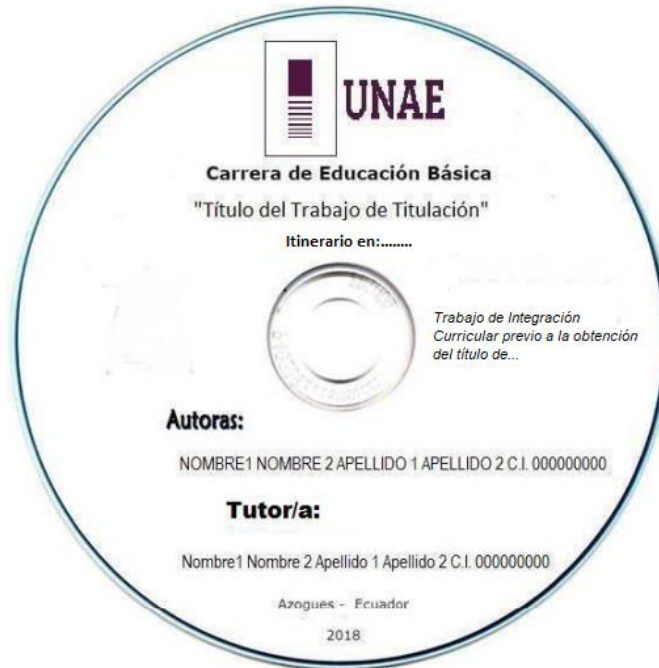 UNAE
Carrera de Educación Básica
"Título del Trabajo de Titulación"
Itinerario en:........
Trabajo de Integración
Curricular previo a la obtención
del título de...
Autoras:
NOMBRE1 NOMBRE 2 APELLIDO 1 APELLIDO 2 C.I. 000000000
Tutor/a:
Nombre1 Nombre 2 Apellido 1 Apellido 2 C.I. 000000000
Azogues - Ecuador
2018